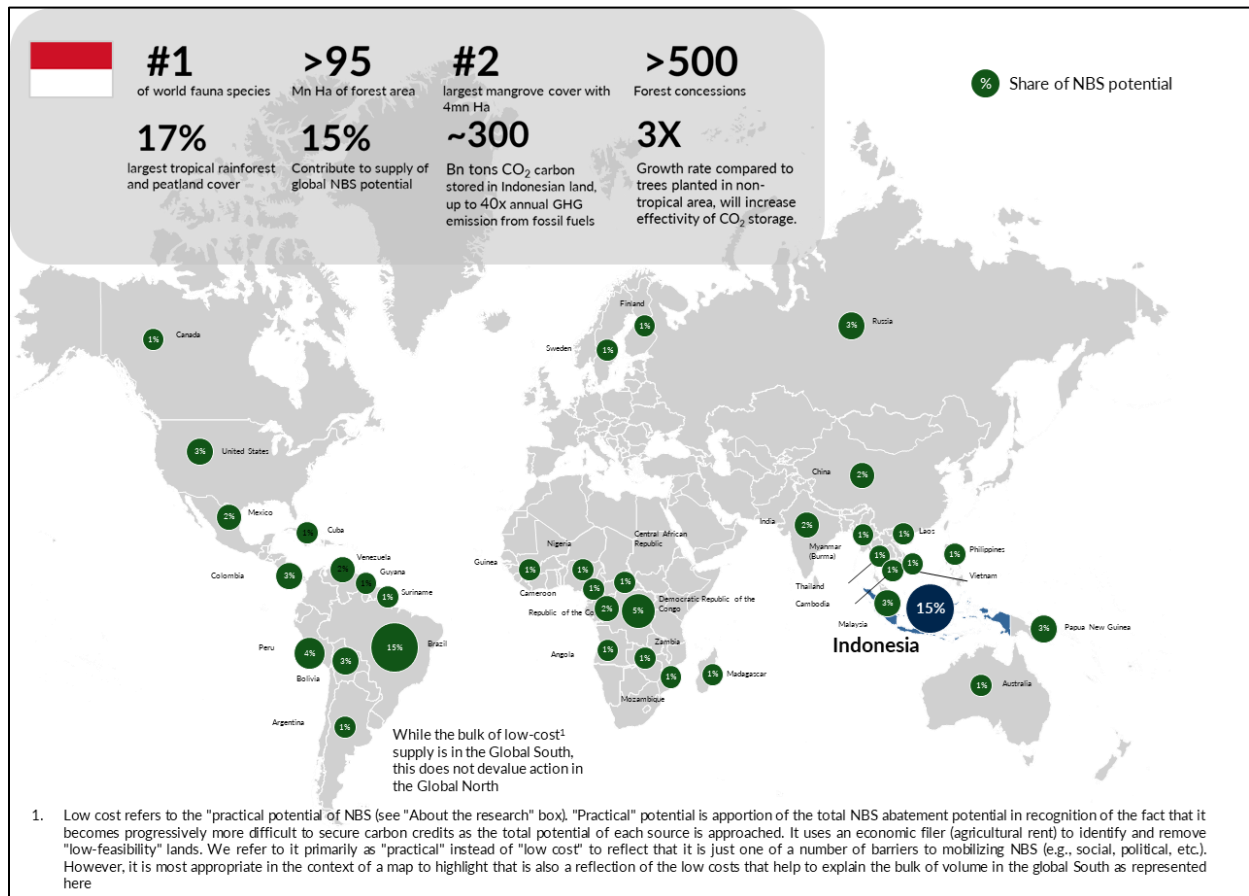 #1
of world fauna species
>95
Mn Ha of forest area
#2
largest mangrove cover with
4mn Ha
>500
Forest concessions
17%
largest tropical rainforest
and peatland cover
15%
Contribute to supply of
global NBS potential
~300
Bn tons CO₂ carbon
stored in Indonesian land,
up to 40x annual GHG
emission from fossil fuels
3X
Growth rate compared to
trees planted in non-
tropical area, will increase
effectivity of CO₂ storage.
% Share of NBS potential
Finland
1%
Sweden 1%
3% Russia
1% Canada
3% United States
China
2%
2% Mexico
1% Cuba
India 2%
Myanmar
(Burma)
1%
Laos
1%
1% Philippines
Thailand
1%
Cambodia
1%
1%
Vietnam
Colombia 3%
Venezuela
2%
Guyana
1%
Suriname
1%
Guinea 1%
Nigeria
1%
Central African
Republic
1%
Cameroon
1%
Republic of the Co
2%
5%
Democratic Republic of the
Congo
Malaysia
3%
15%
Indonesia
3% Papua New Guinea
Peru 4%
Bolivia
3%
15% Brazil
Angola 1%
Zambia
1%
Mozambique
1%
1% Madagascar
1% Australia
Argentina
1%
While the bulk of low-cost¹
supply is in the Global South,
this does not devalue action in
the Global North
1. Low cost refers to the "practical potential of NBS (see "About the research" box). "Practical" potential is apportion of the total NBS abatement potential in recognition of the fact that it
becomes progressively more difficult to secure carbon credits as the total potential of each source is approached. It uses an economic filer (agricultural rent) to identify and remove
"low-feasibility" lands. We refer to it primarily as "practical" instead of "low cost" to reflect that it is just one of a number of barriers to mobilizing NBS (e.g., social, political, etc.).
However, it is most appropriate in the context of a map to highlight that is also a reflection of the low costs that help to explain the bulk of volume in the global South as represented
here